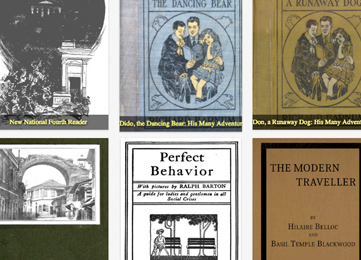 THE DANCING BEAR
A RUNAWAY DOG
New National Fourth Reader
Dido, the Dancing Bear: His Many Adventur
Don, a Runaway Dog: His Many Advent
Perfect
Behavior
With pictures by RALPH BARTON
A guide for ladies and gentlemen in all
Social Crises
THE MODERN
TRAVELLER
BY
HILAIRE BELLOC
AND
BASIL TEMPLE BLACKWOOD